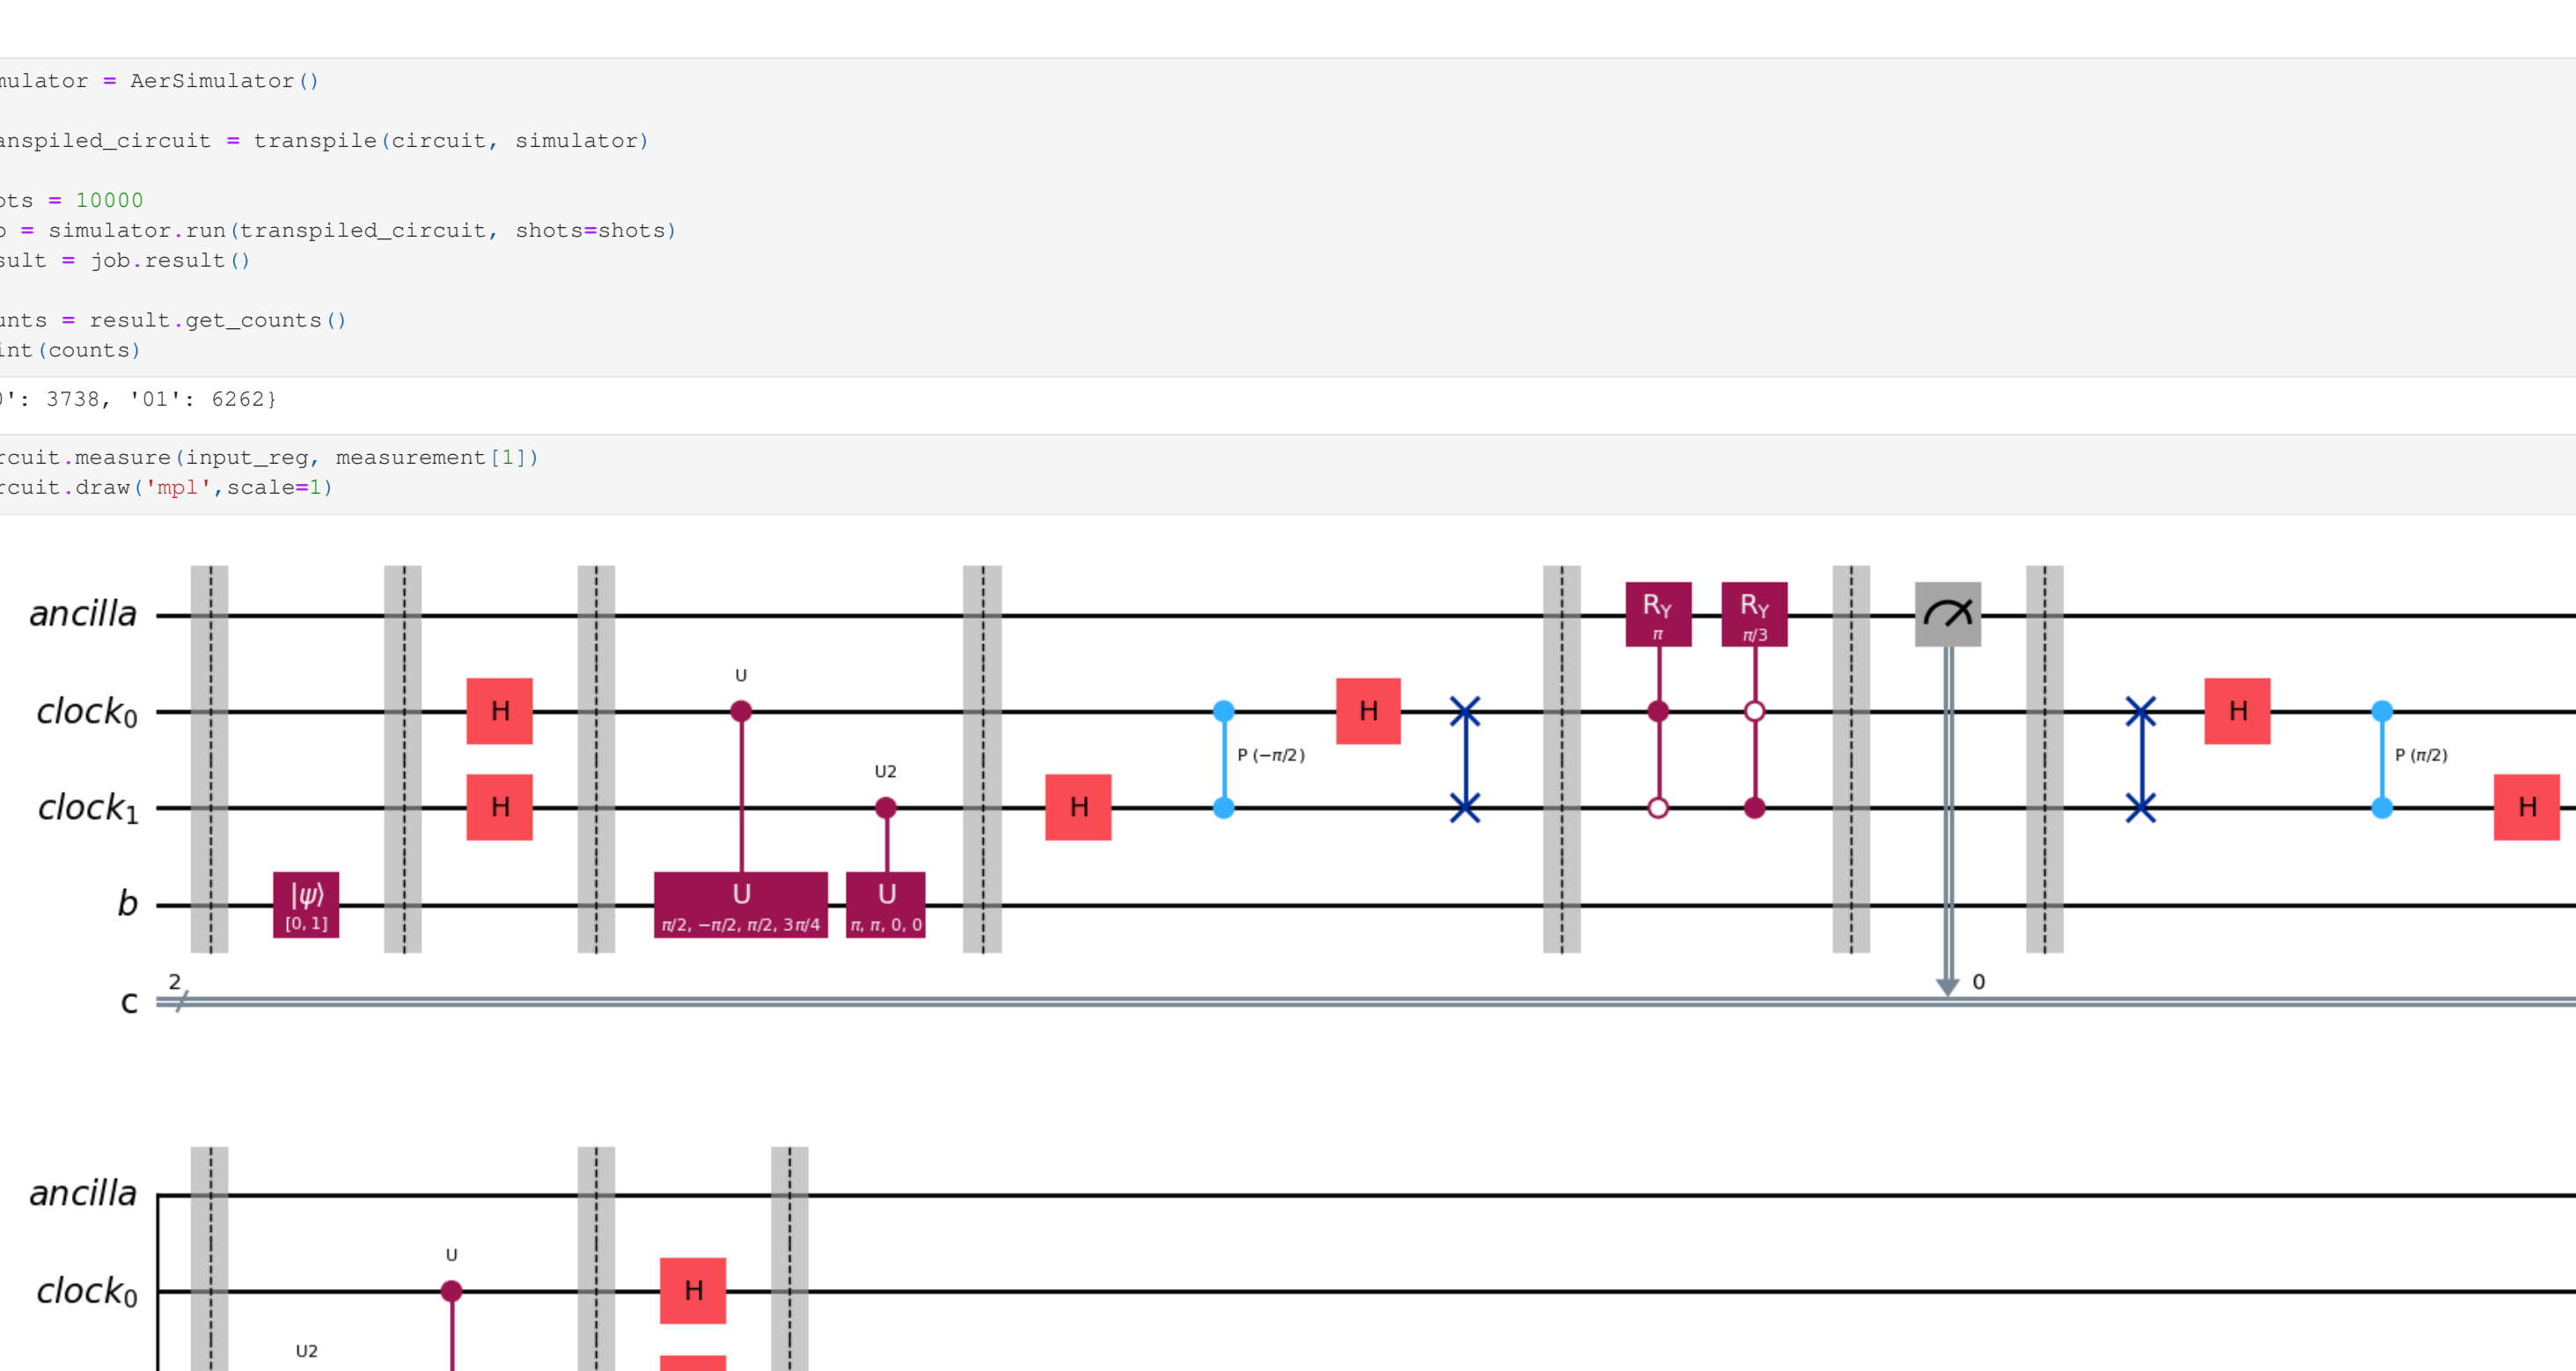 mulator = AerSimulator()
anspiled_circuit = transpile(circuit, simulator)
ots = 10000
= simulator.run(transpiled_circuit, shots=shots)
sult = job.result()
unts = result.get_counts()
int(counts)
': 3738, '01': 6262}
rcuit.measure(input_reg, measurement[1])
rcuit.draw('mpl',scale=1)
ancilla
R_Y π
R_Y π/3
clock₀
H
U
H
H
clock₁
H
U2
H
P (−π/2)
P (π/2)
H
b
|ψ⟩ [0, 1]
U π/2, −π/2, π/2, 3π/4
U π, π, 0, 0
c
2
0
ancilla
clock₀
U
H
U2